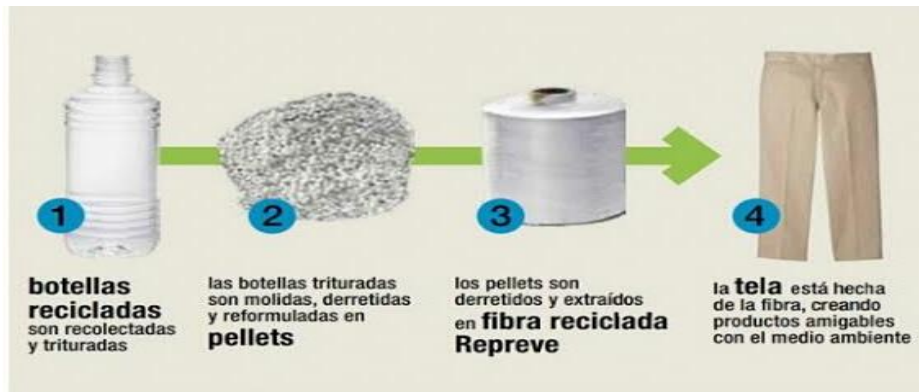 1
botellas
recicladas
son recolectadas
y trituradas
2
las botellas trituradas
son molidas, derretidas
y reformuladas en
pellets
3
los pellets son
derretidos y extraídos
en fibra reciclada
Repreve
4
la tela está hecha
de la fibra, creando
productos amigables
con el medio ambiente